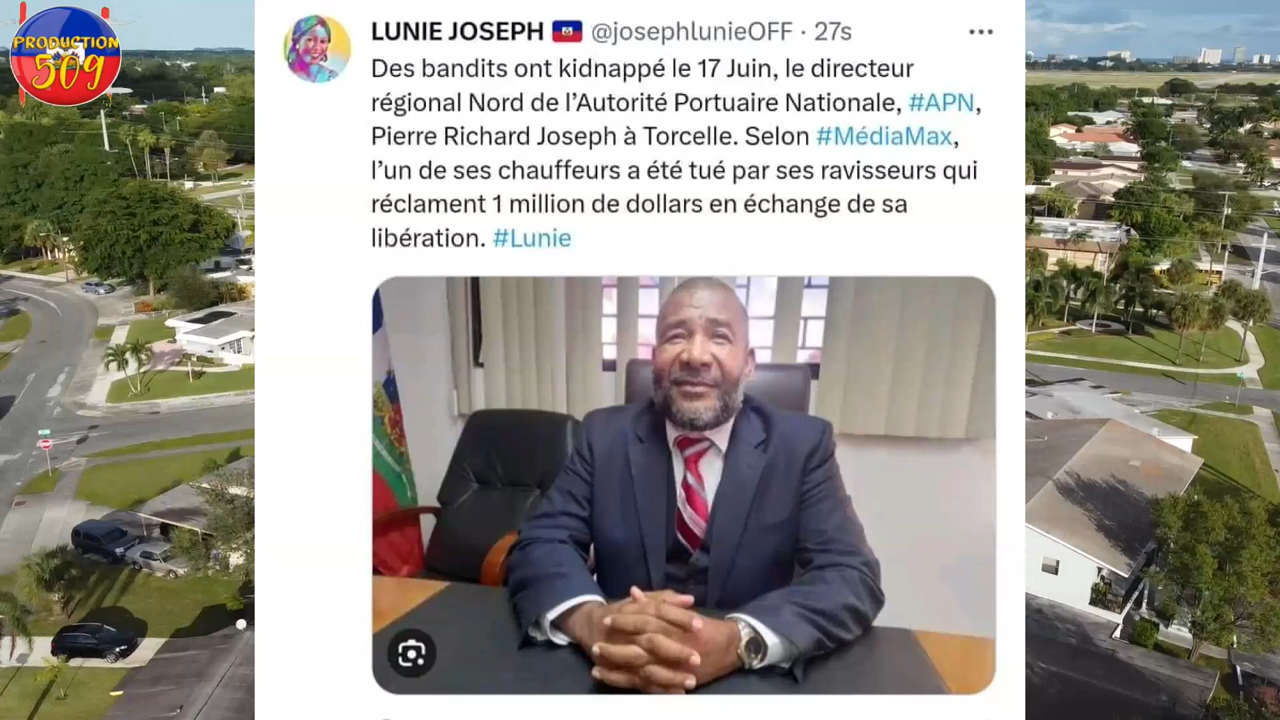 PRODUCTION
509
LUNIE JOSEPH 🇭🇹 @josephlunieOFF · 27s
Des bandits ont kidnappé le 17 Juin, le directeur
régional Nord de l’Autorité Portuaire Nationale, #APN,
Pierre Richard Joseph à Torcelle. Selon #MédiaMax,
l’un de ses chauffeurs a été tué par ses ravisseurs qui
réclament 1 million de dollars en échange de sa
libération. #Lunie